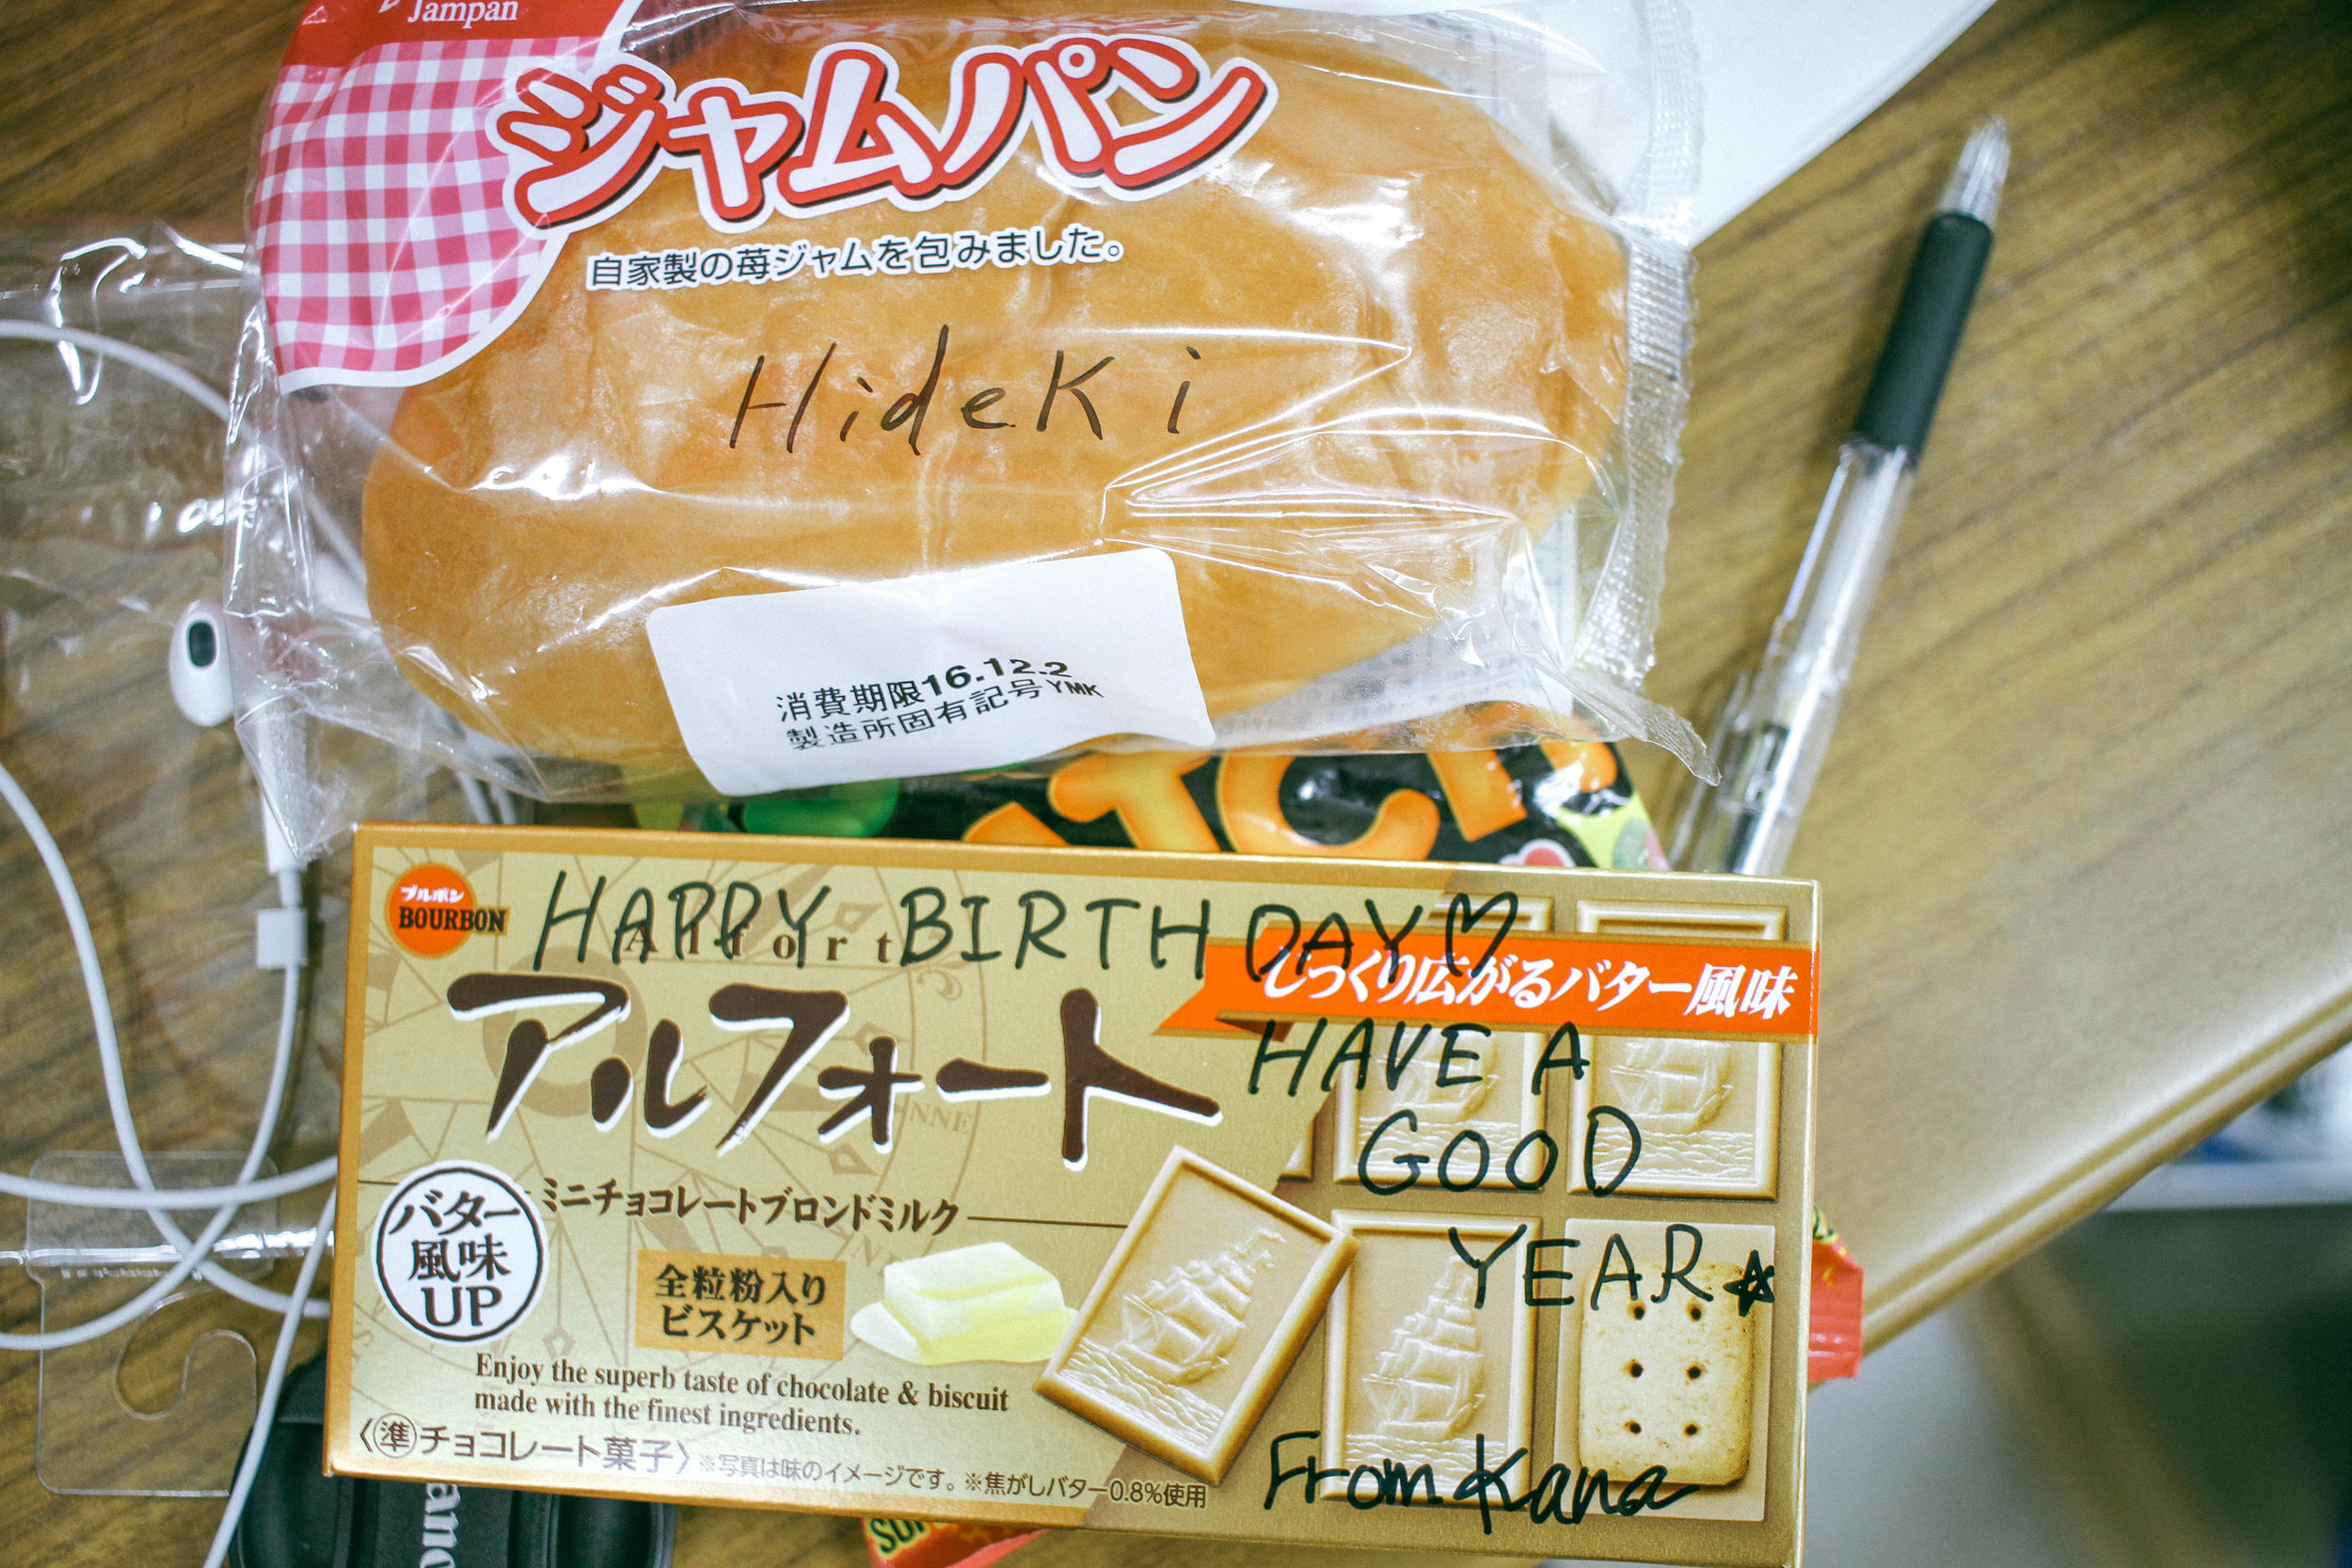 Jampan
ジャムパン
自家製の苺ジャムを包みました。
Hideki
消費期限16.12.2
製造所固有記号YMK
ブルボン
BOURBON
HAPPY BIRTHDAY♡
Alfort
じっくり広がるバター風味
アルフォート
HAVE A
GOOD
YEAR☆
ミニチョコレートブロンドミルク
バター
風味
UP
全粒粉入り
ビスケット
Enjoy the superb taste of chocolate & biscuit
made with the finest ingredients.
〈準チョコレート菓子〉※写真は味のイメージです。※焦がしバター0.8%使用
From Kana